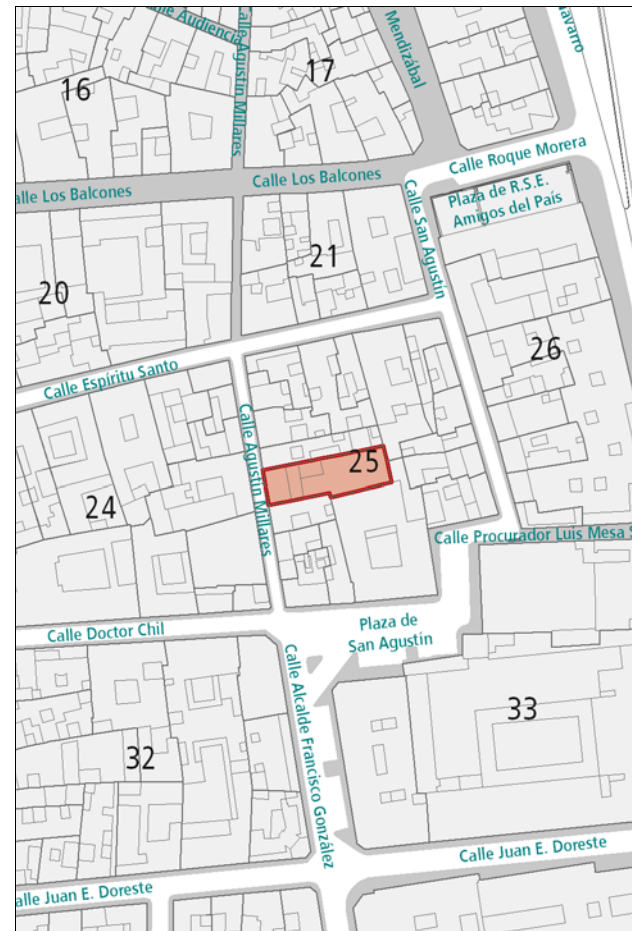 Calle Audiencia
Calle Agustín Millares
Mendizábal
Navarro
16
17
Calle Roque Morera
alle Los Balcones
Calle Los Balcones
Calle San Agustín
Plaza de R.S.E.
Amigos del País
21
20
26
Calle Espíritu Santo
Calle Agustín Millares
25
24
Calle Procurador Luis Mesa S
Calle Doctor Chil
Plaza de
San Agustín
Calle Alcalde Francisco González
33
32
Calle Juan E. Doreste
alle Juan E. Doreste